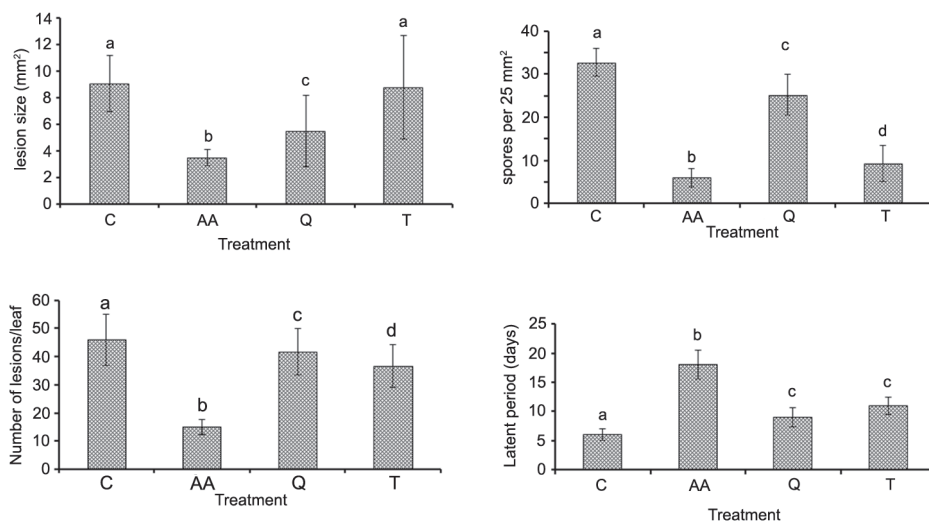 lesion size (mm²)
14
12
10
8
6
4
2
0
a
b
c
a
C AA Q T
Treatment
spores per 25 mm²
40
30
20
10
0
a
b
c
d
C AA Q T
Treatment
Number of lesions/leaf
60
50
40
30
20
10
0
a
b
c
d
C AA Q T
Treatment
Latent period (days)
25
20
15
10
5
0
a
b
c
c
C AA Q T
Treatment